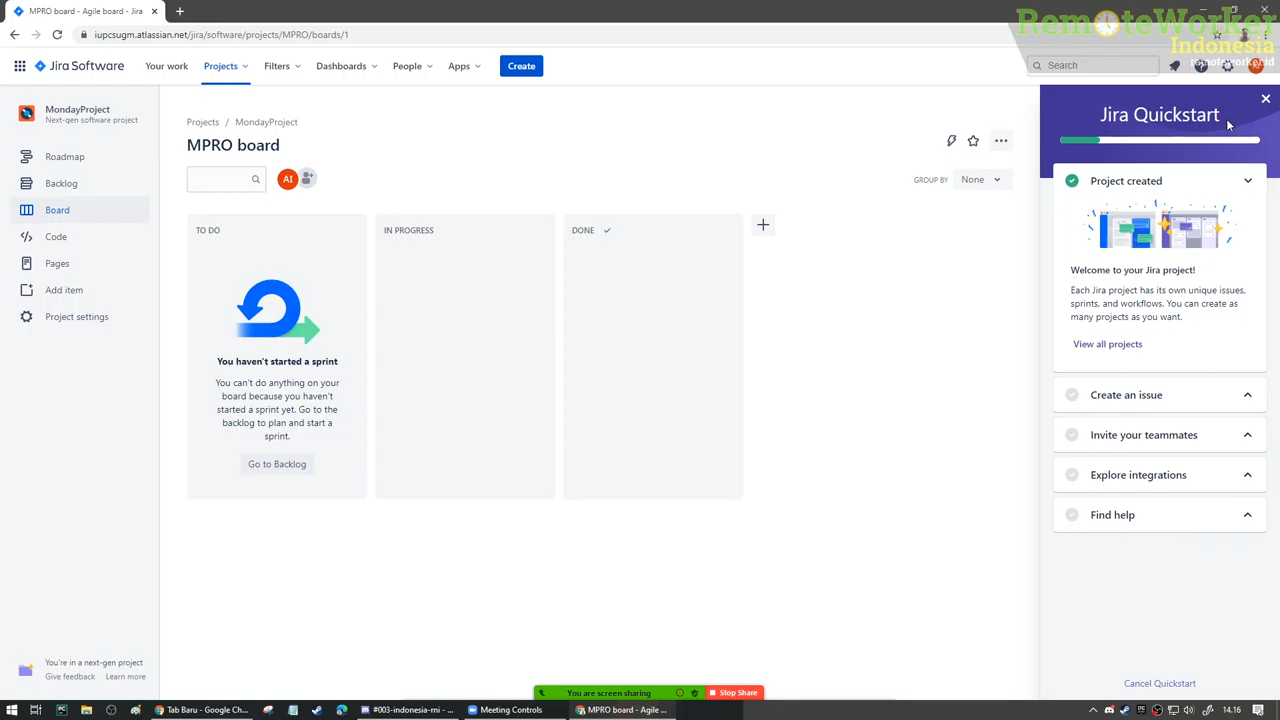 MPRO board - Agile board - Jira
iupcsugm.atlassian.net/jira/software/projects/MPRO/boards/1
RemoteWorker
Indonesia
remoteworker.id
Jira Software
Your work
Projects
Filters
Dashboards
People
Apps
Create
Search
MondayProject
Next-gen software project
Roadmap
Backlog
Board
Code
Pages
Add item
Project settings
You're in a next-gen project
Give feedback
Learn more
Projects / MondayProject
MPRO board
AI
GROUP BY
None
TO DO
You haven't started a sprint
You can't do anything on your
board because you haven't
started a sprint yet. Go to the
backlog to plan and start a
sprint.
Go to Backlog
IN PROGRESS
DONE
Jira Quickstart
Project created
Welcome to your Jira project!
Each Jira project has its own unique issues,
sprints, and workflows. You can create as
many projects as you want.
View all projects
Create an issue
Invite your teammates
Explore integrations
Find help
Cancel Quickstart
You are screen sharing
Stop Share
Tab Baru - Google Ch...
#003-indonesia-rni - ...
Meeting Controls
MPRO board - Agile ...
14.16